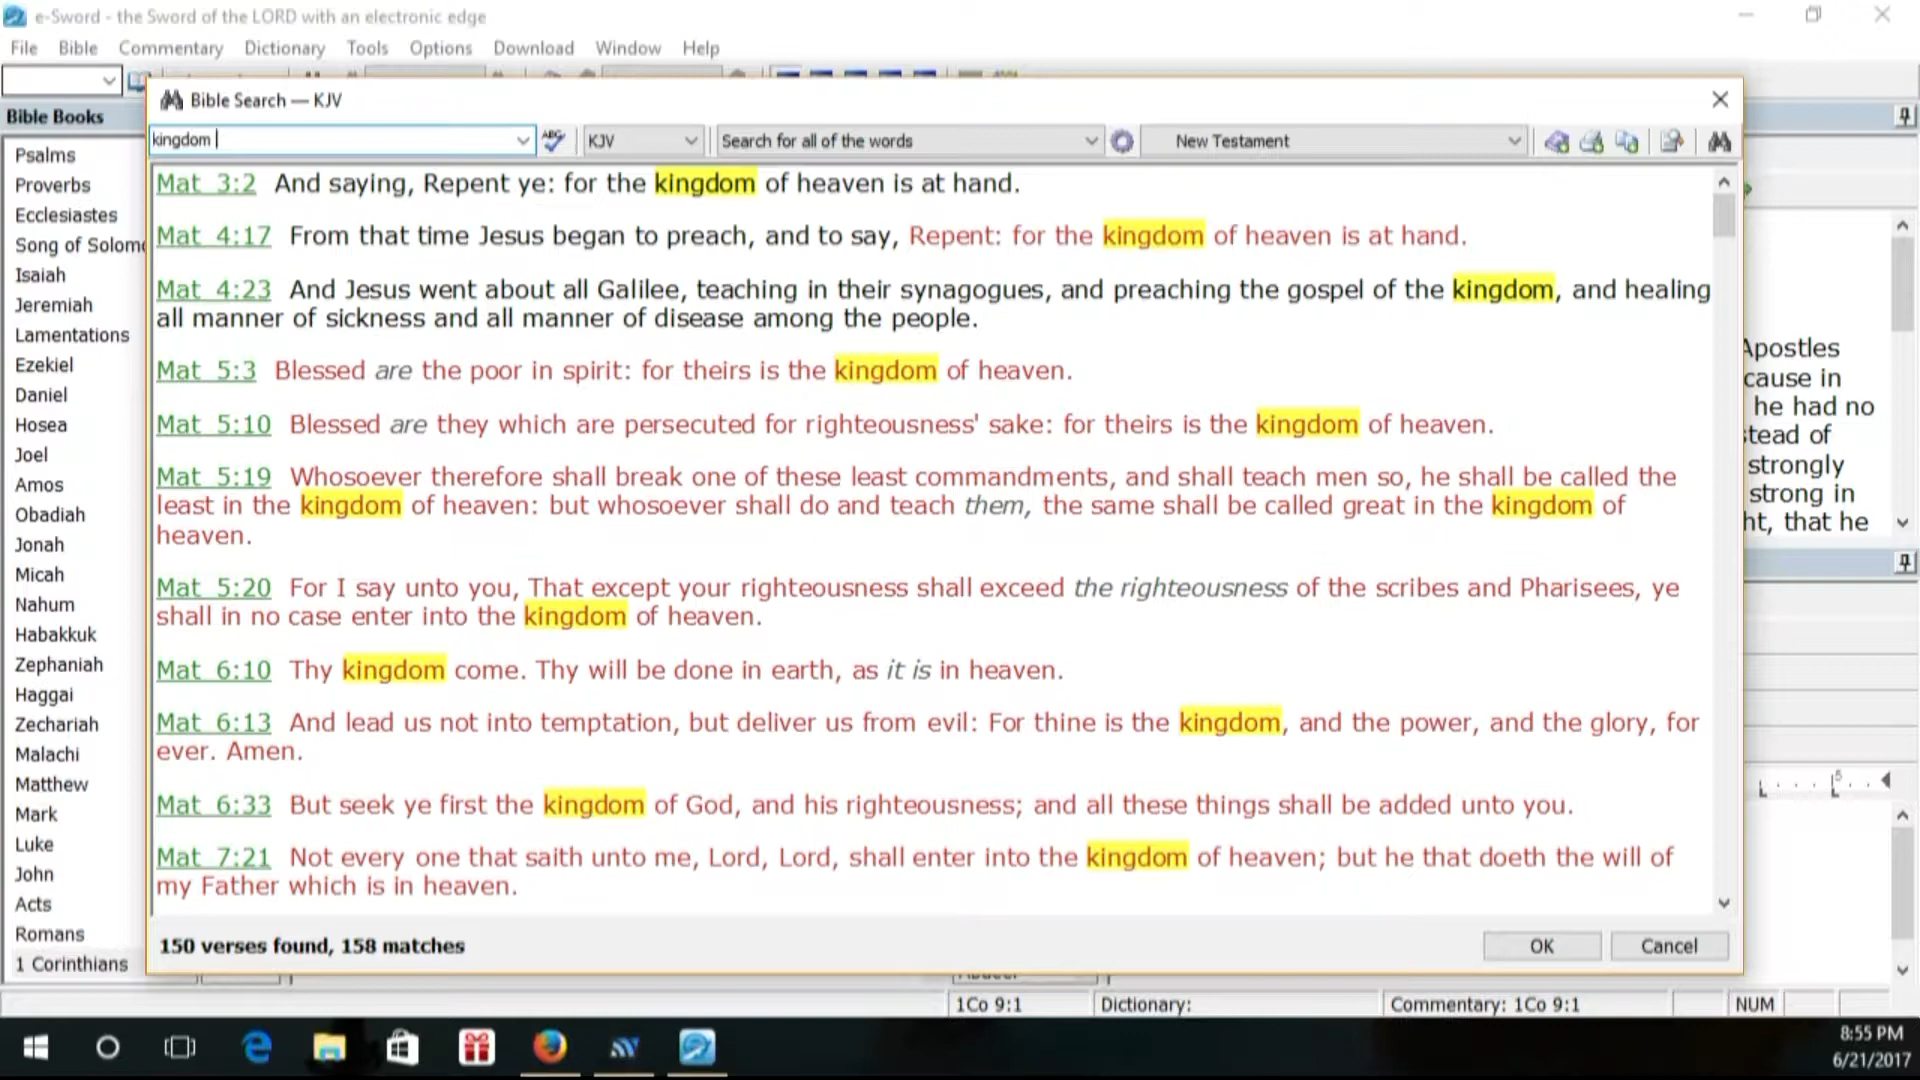 e-Sword - the Sword of the LORD with an electronic edge
File Bible Commentary Dictionary Tools Options Download Window Help
Bible Books
Psalms
Proverbs
Ecclesiastes
Song of Solom
Isaiah
Jeremiah
Lamentations
Ezekiel
Daniel
Hosea
Joel
Amos
Obadiah
Jonah
Micah
Nahum
Habakkuk
Zephaniah
Haggai
Zechariah
Malachi
Matthew
Mark
Luke
John
Acts
Romans
1 Corinthians
Bible Search — KJV
kingdom ABC KJV Search for all of the words New Testament
Mat 3:2 And saying, Repent ye: for the kingdom of heaven is at hand.
Mat 4:17 From that time Jesus began to preach, and to say, Repent: for the kingdom of heaven is at hand.
Mat 4:23 And Jesus went about all Galilee, teaching in their synagogues, and preaching the gospel of the kingdom, and healing
all manner of sickness and all manner of disease among the people.
Mat 5:3 Blessed are the poor in spirit: for theirs is the kingdom of heaven.
Mat 5:10 Blessed are they which are persecuted for righteousness' sake: for theirs is the kingdom of heaven.
Mat 5:19 Whosoever therefore shall break one of these least commandments, and shall teach men so, he shall be called the
least in the kingdom of heaven: but whosoever shall do and teach them, the same shall be called great in the kingdom of
heaven.
Mat 5:20 For I say unto you, That except your righteousness shall exceed the righteousness of the scribes and Pharisees, ye
shall in no case enter into the kingdom of heaven.
Mat 6:10 Thy kingdom come. Thy will be done in earth, as it is in heaven.
Mat 6:13 And lead us not into temptation, but deliver us from evil: For thine is the kingdom, and the power, and the glory, for
ever. Amen.
Mat 6:33 But seek ye first the kingdom of God, and his righteousness; and all these things shall be added unto you.
Mat 7:21 Not every one that saith unto me, Lord, Lord, shall enter into the kingdom of heaven; but he that doeth the will of
my Father which is in heaven.
150 verses found, 158 matches
OK Cancel
Apostles
cause in
he had no
stead of
strongly
strong in
ht, that he
5
1Co 9:1 Dictionary: Commentary: 1Co 9:1 NUM
8:55 PM
6/21/2017